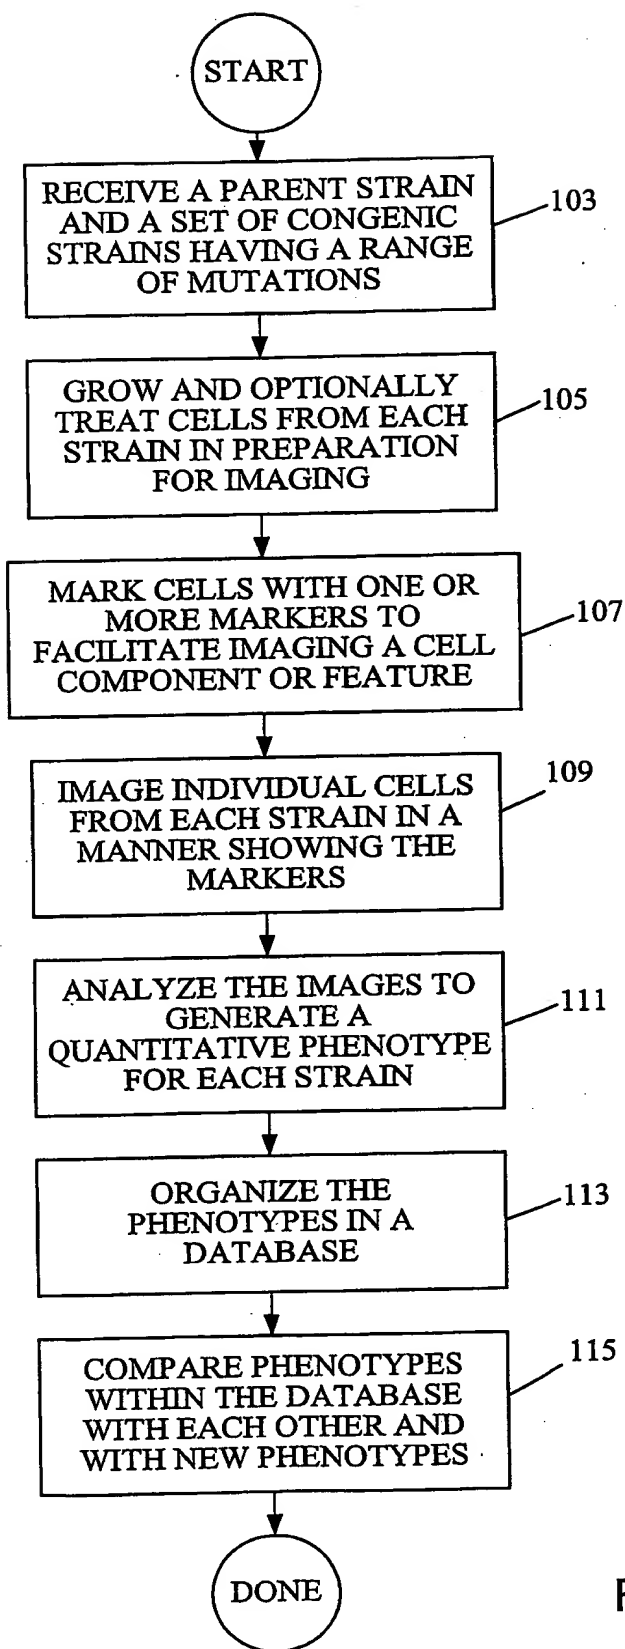 START
RECEIVE A PARENT STRAIN
AND A SET OF CONGENIC
STRAINS HAVING A RANGE
OF MUTATIONS
103
GROW AND OPTIONALLY
TREAT CELLS FROM EACH
STRAIN IN PREPARATION
FOR IMAGING
105
MARK CELLS WITH ONE OR
MORE MARKERS TO
FACILITATE IMAGING A CELL
COMPONENT OR FEATURE
107
IMAGE INDIVIDUAL CELLS
FROM EACH STRAIN IN A
MANNER SHOWING THE
MARKERS
109
ANALYZE THE IMAGES TO
GENERATE A
QUANTITATIVE PHENOTYPE
FOR EACH STRAIN
111
ORGANIZE THE
PHENOTYPES IN A
DATABASE
113
COMPARE PHENOTYPES
WITHIN THE DATABASE
WITH EACH OTHER AND
WITH NEW PHENOTYPES
115
DONE